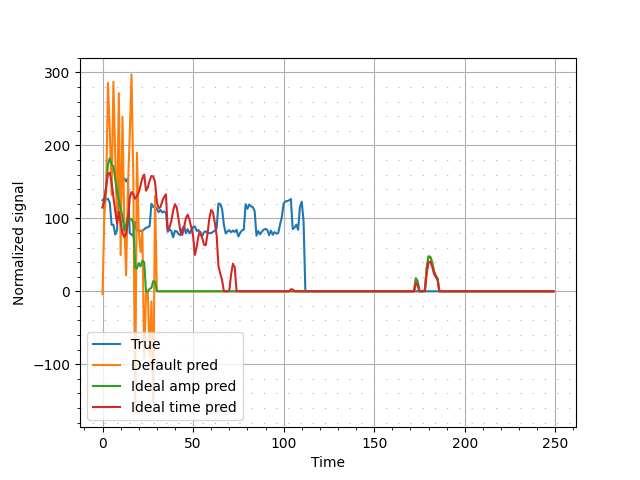 Normalized signal
300
200
100
0
−100
0
50
100
150
200
250
Time
True
Default pred
Ideal amp pred
Ideal time pred